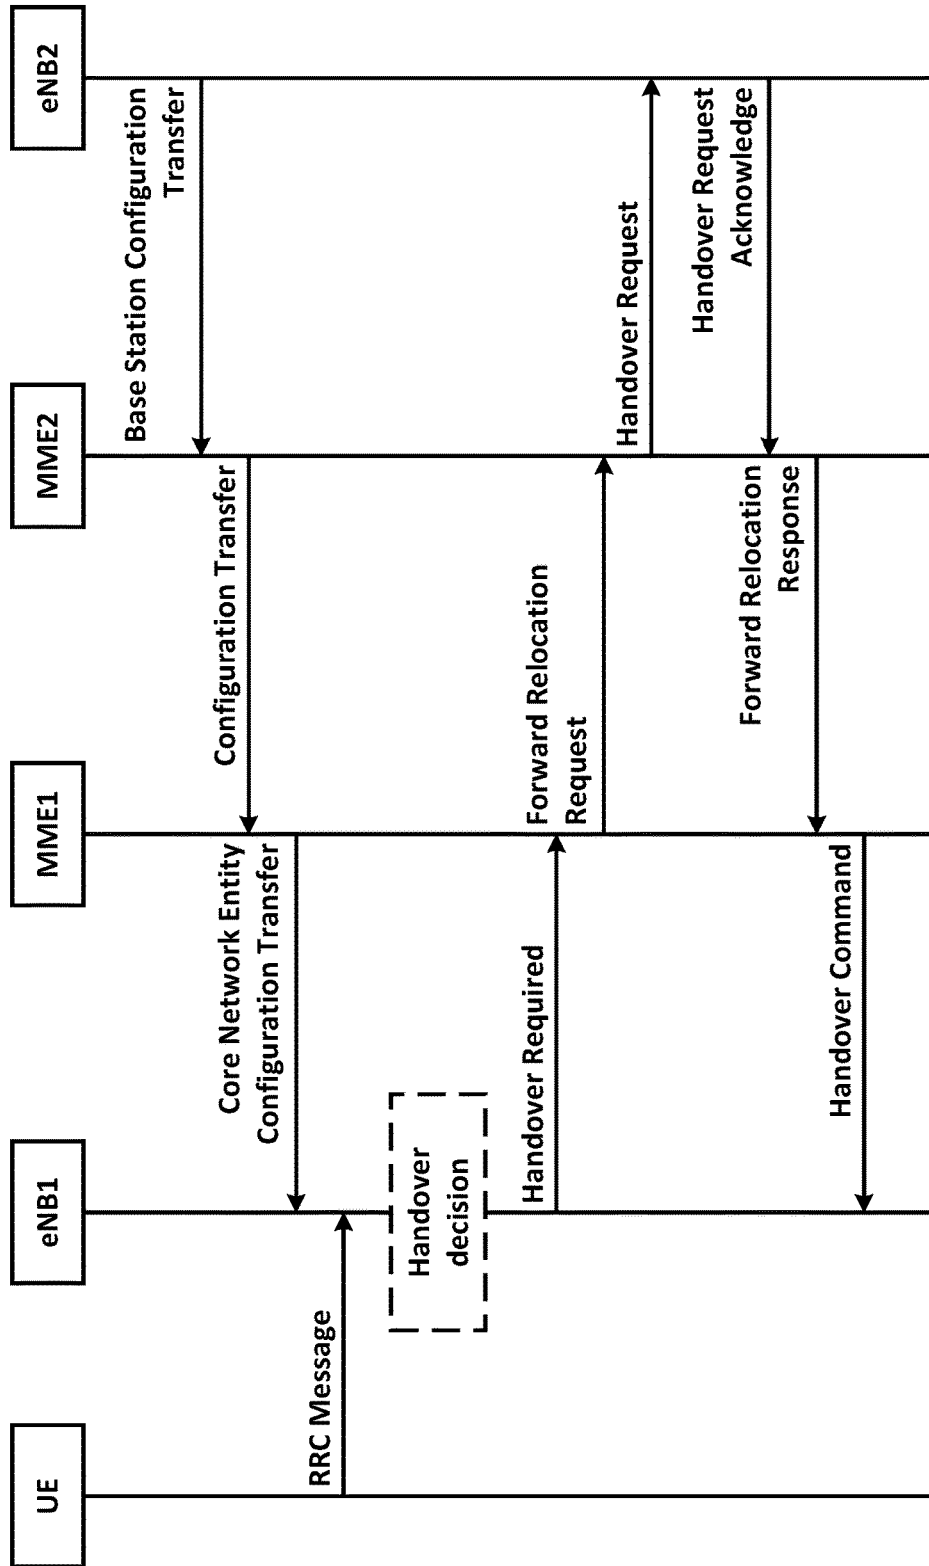 UE
eNB1
MME1
MME2
eNB2
Base Station Configuration
Transfer
Configuration Transfer
Core Network Entity
Configuration Transfer
RRC Message
Handover
decision
Handover Required
Forward Relocation
Request
Handover Request
Handover Request
Acknowledge
Forward Relocation
Response
Handover Command